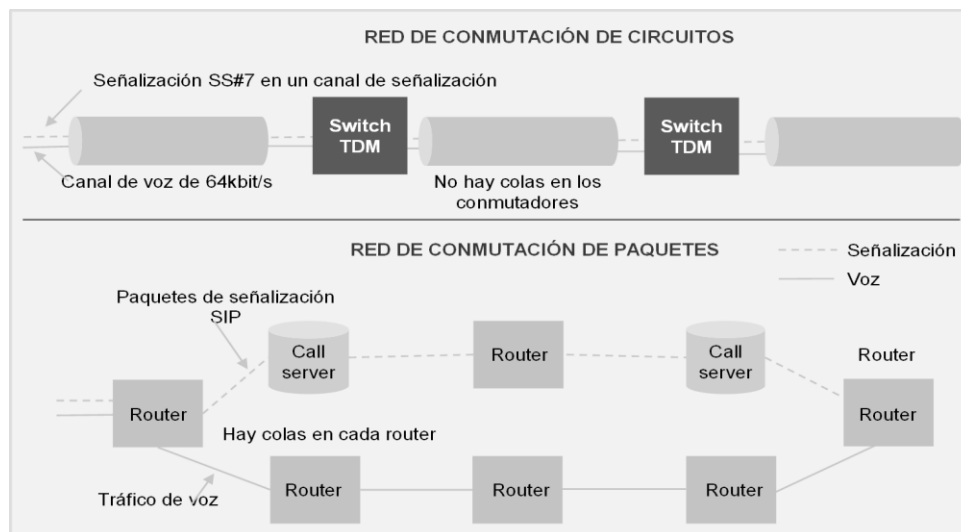 RED DE CONMUTACIÓN DE CIRCUITOS
Señalización SS#7 en un canal de señalización
Switch
TDM
Switch
TDM
Canal de voz de 64kbit/s
No hay colas en los
conmutadores
RED DE CONMUTACIÓN DE PAQUETES
Señalización
Voz
Paquetes de señalización
SIP
Call
server
Router
Call
server
Router
Router
Router
Hay colas en cada router
Tráfico de voz
Router
Router
Router